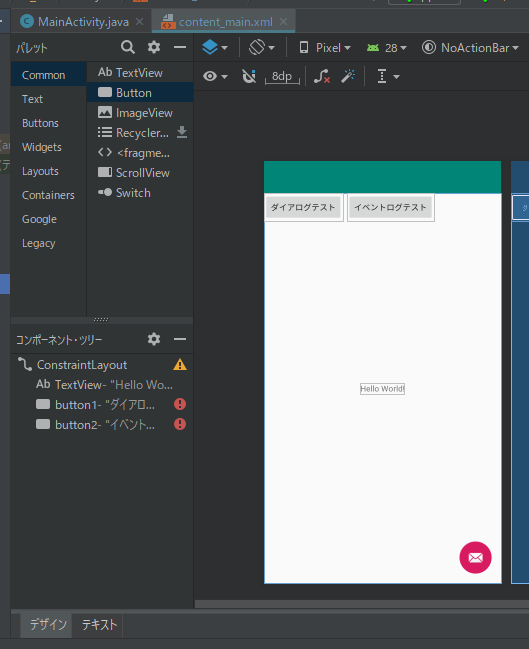 MainActivity.java
content_main.xml
パレット
Pixel
28
NoActionBar
8dp
Common
Text
Buttons
Widgets
Layouts
Containers
Google
Legacy
Ab TextView
Button
ImageView
Recycler...
<> <fragme...
ScrollView
Switch
ダイアログテスト
イベントログテスト
Hello World!
コンポーネント・ツリー
ConstraintLayout
Ab TextView- "Hello Wo...
button1- "ダイアロ...
button2- "イベント...
デザイン
テキスト